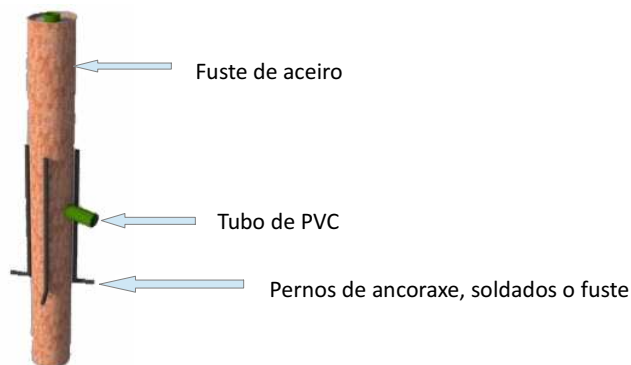 Fuste de aceiro
Tubo de PVC
Pernos de ancoraxe, soldados o fuste